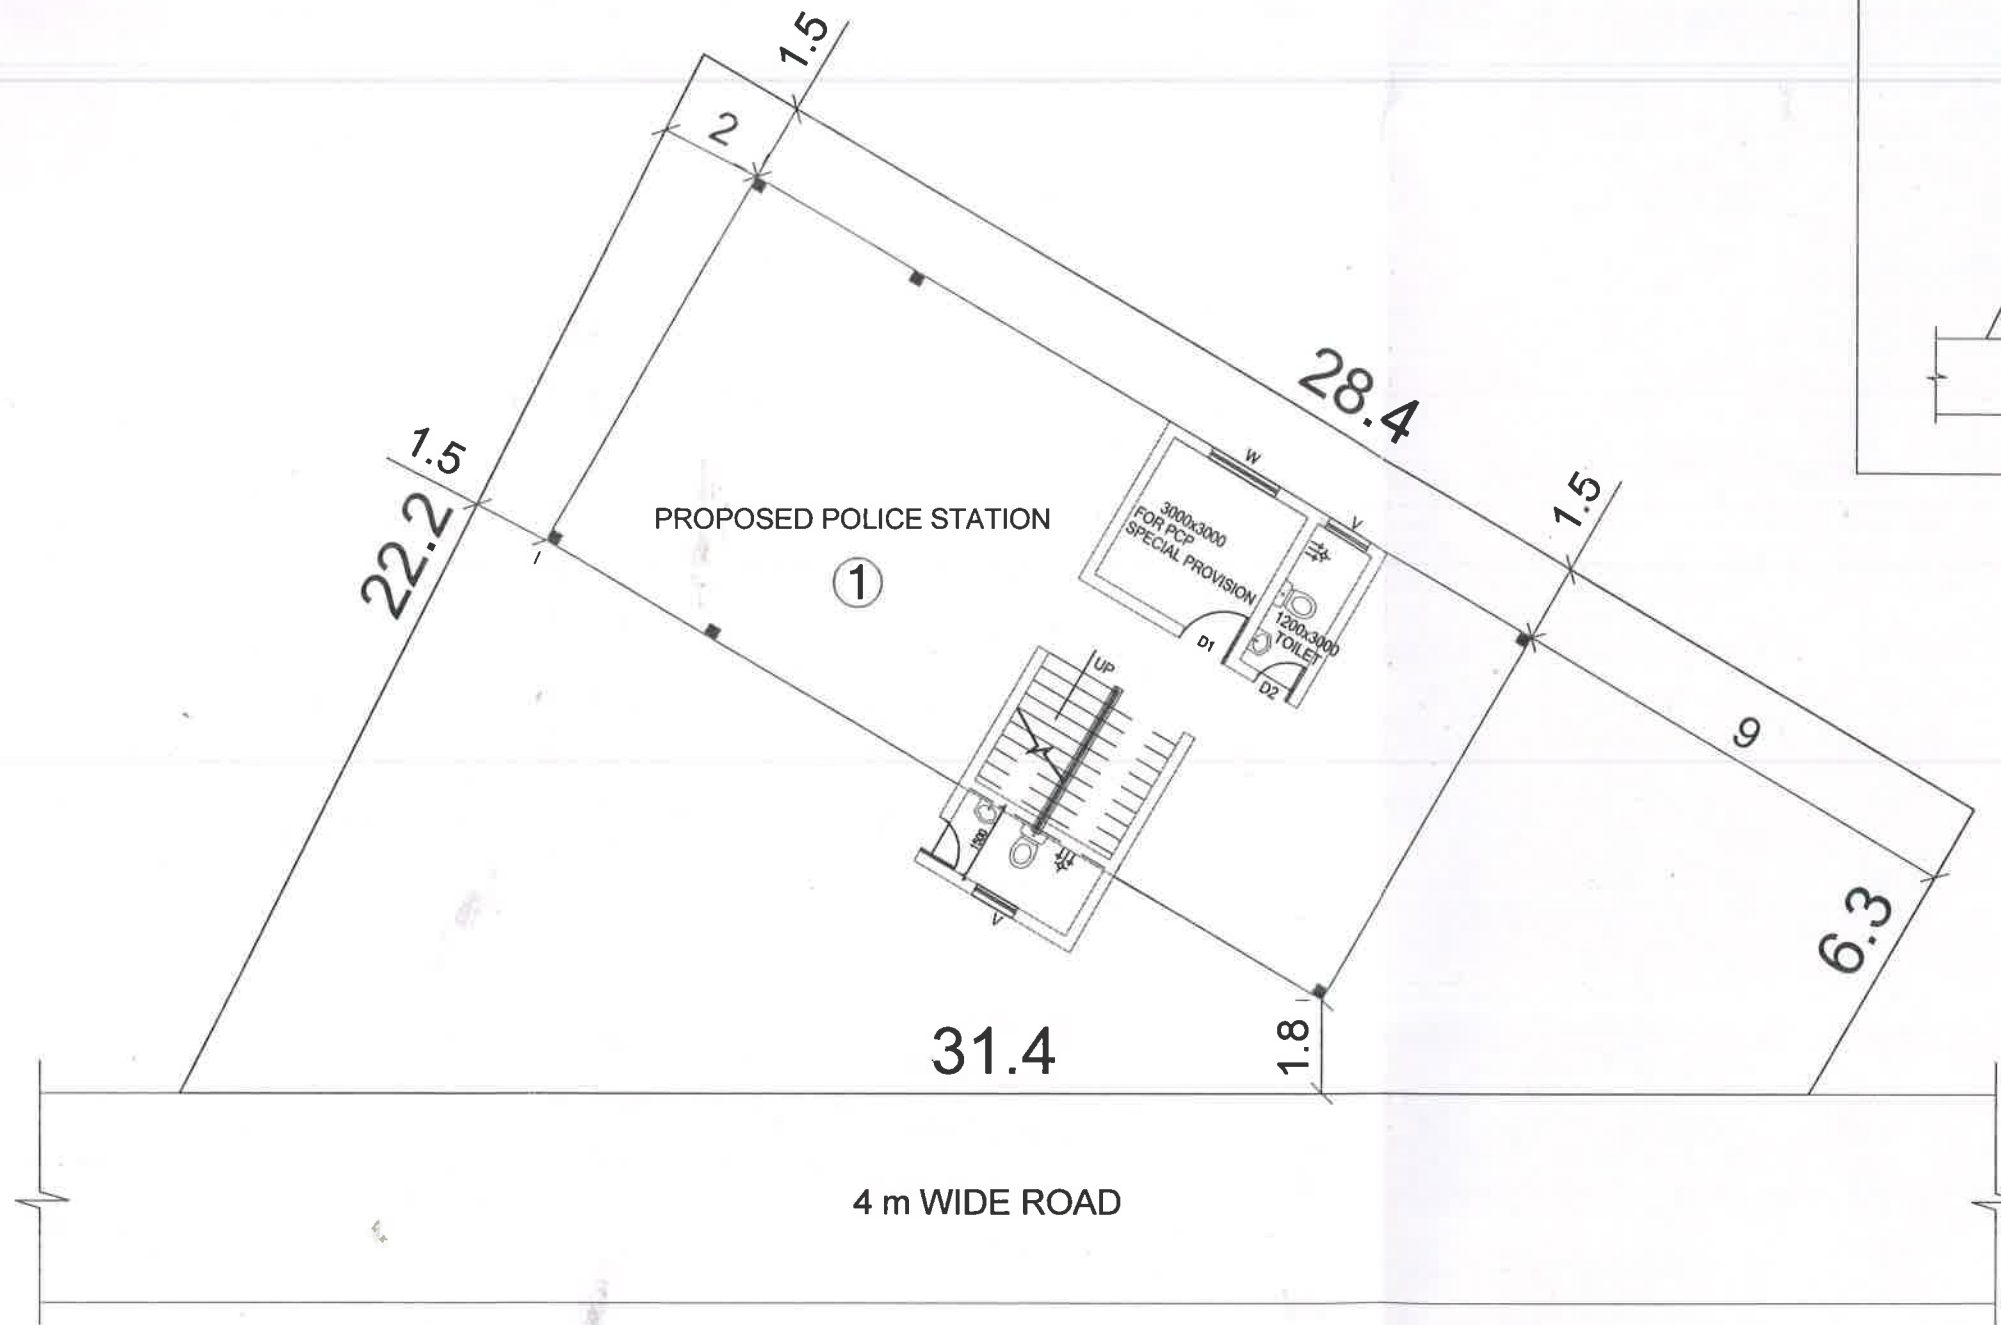 1.5
2
28.4
1.5
1.5
22.2
PROPOSED POLICE STATION
1
W
V
3000x3000
FOR PCP
SPECIAL PROVISION
1200x3000
TOILET
D1
D2
UP
9
1500
V
6.3
31.4
1.8
4 m WIDE ROAD